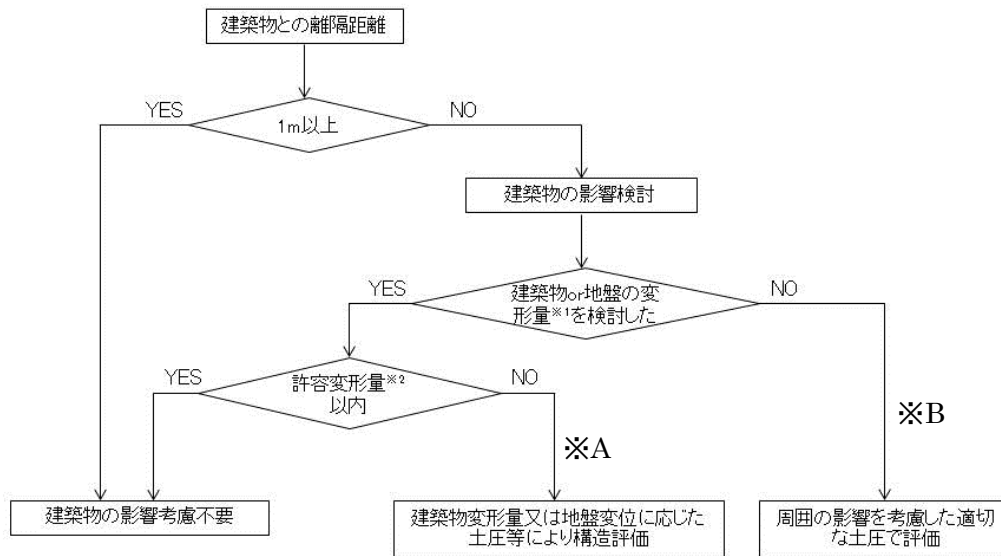 建築物との離隔距離
YES
NO
1m以上
建築物の影響検討
YES
NO
建築物or地盤の変
形量※1を検討した
YES
NO
許容変形量※2
以内
※A
※B
建築物の影響考慮不要
建築物変形量又は地盤変位に応じた
土圧等により構造評価
周囲の影響を考慮した適切
な土圧で評価